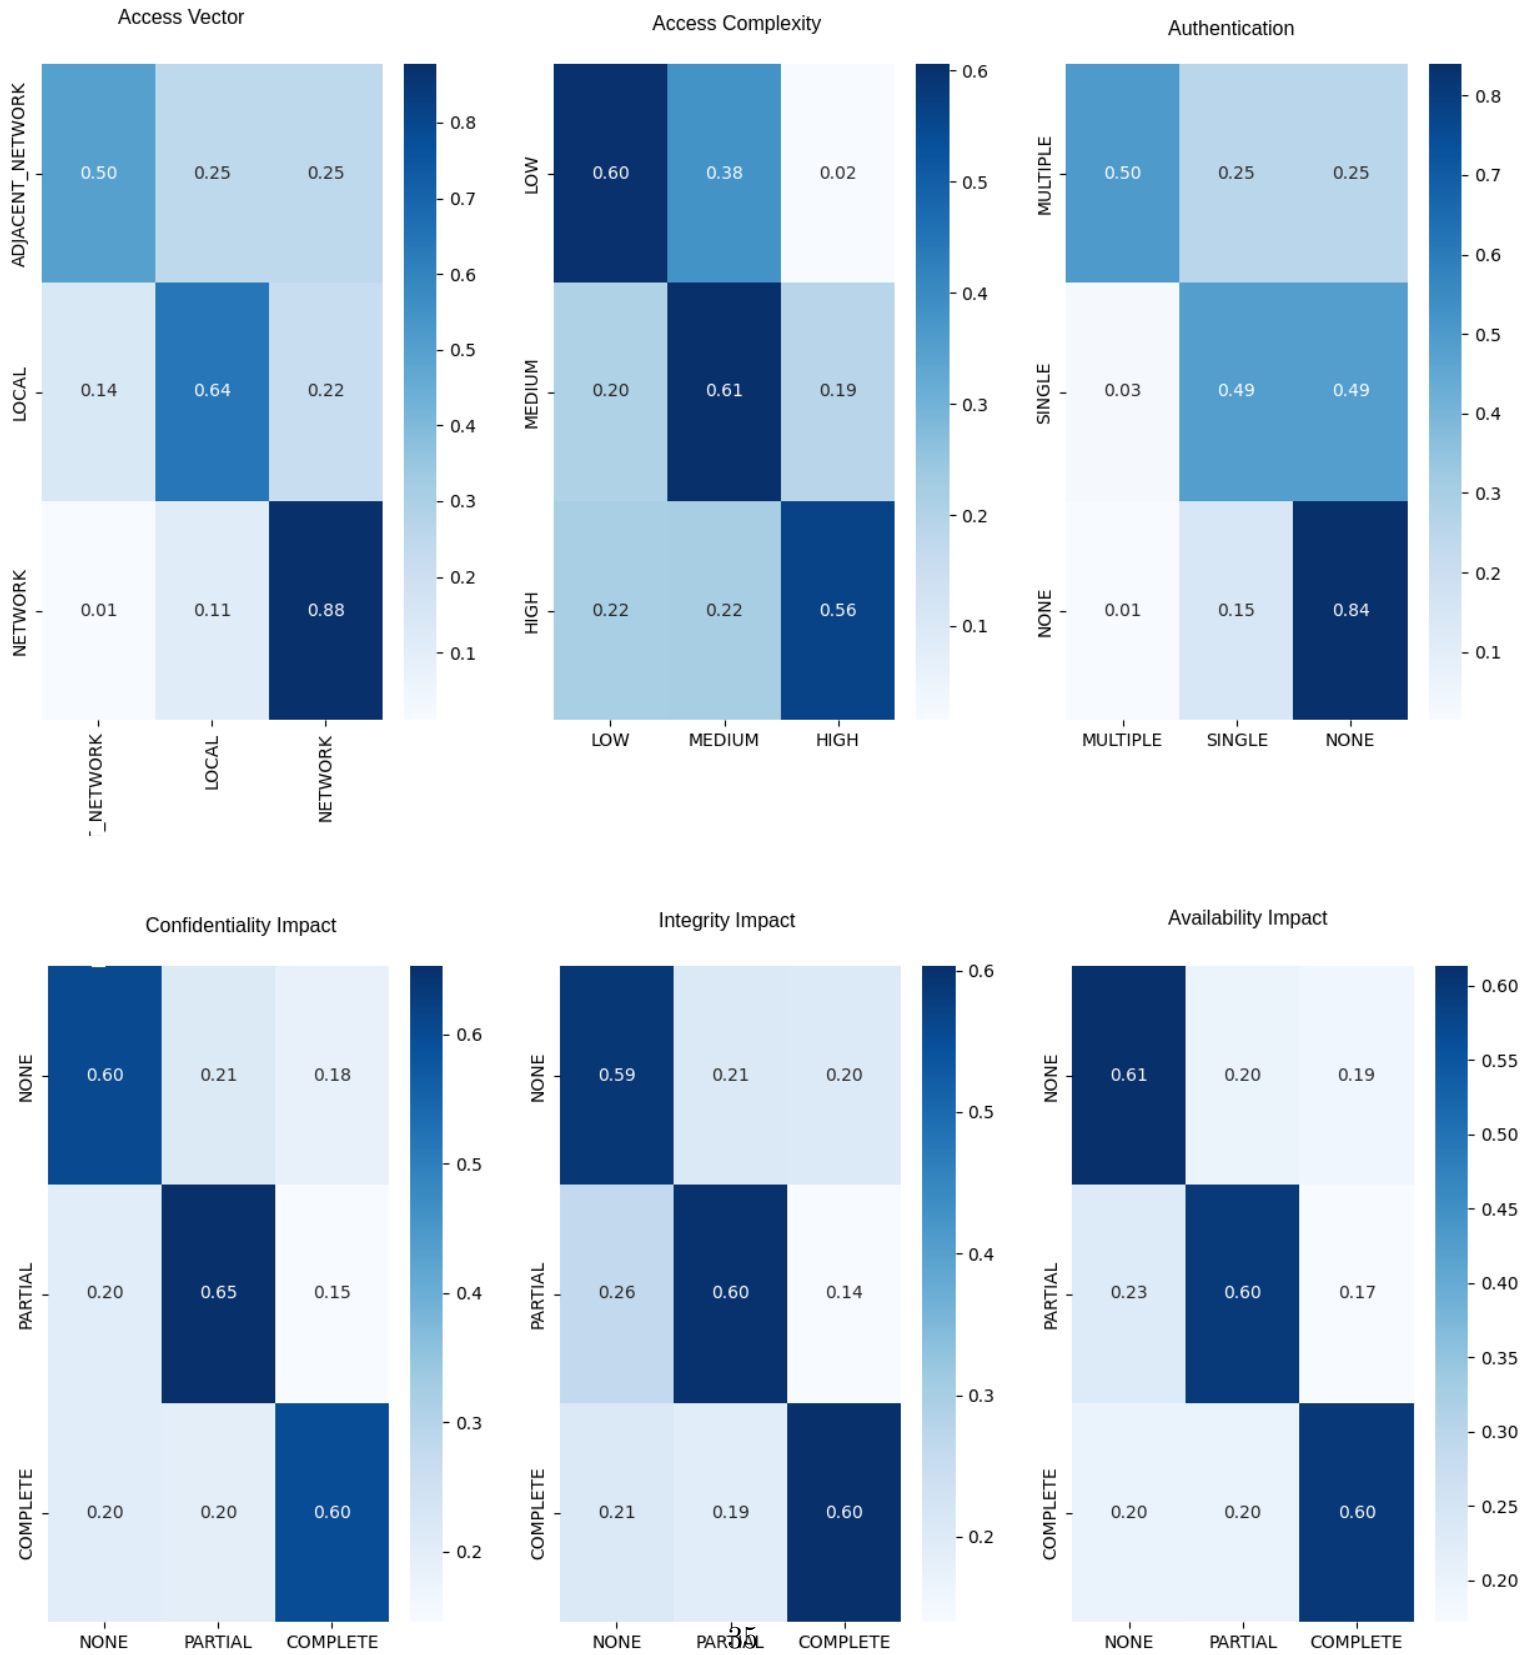 Access Vector
ADJACENT_NETWORK
LOCAL
NETWORK
0.50 0.25 0.25
0.14 0.64 0.22
0.01 0.11 0.88
T_NETWORK
LOCAL
NETWORK
0.8
0.7
0.6
0.5
0.4
0.3
0.2
0.1
Access Complexity
LOW
MEDIUM
HIGH
0.60 0.38 0.02
0.20 0.61 0.19
0.22 0.22 0.56
LOW MEDIUM HIGH
0.6
0.5
0.4
0.3
0.2
0.1
Authentication
MULTIPLE
SINGLE
NONE
0.50 0.25 0.25
0.03 0.49 0.49
0.01 0.15 0.84
MULTIPLE SINGLE NONE
0.8
0.7
0.6
0.5
0.4
0.3
0.2
0.1
Confidentiality Impact
NONE
PARTIAL
COMPLETE
0.60 0.21 0.18
0.20 0.65 0.15
0.20 0.20 0.60
NONE PARTIAL COMPLETE
0.6
0.5
0.4
0.3
0.2
Integrity Impact
NONE
PARTIAL
COMPLETE
0.59 0.21 0.20
0.26 0.60 0.14
0.21 0.19 0.60
NONE PARTIAL COMPLETE
0.6
0.5
0.4
0.3
0.2
Availability Impact
NONE
PARTIAL
COMPLETE
0.61 0.20 0.19
0.23 0.60 0.17
0.20 0.20 0.60
NONE PARTIAL COMPLETE
0.60
0.55
0.50
0.45
0.40
0.35
0.30
0.25
0.20
35